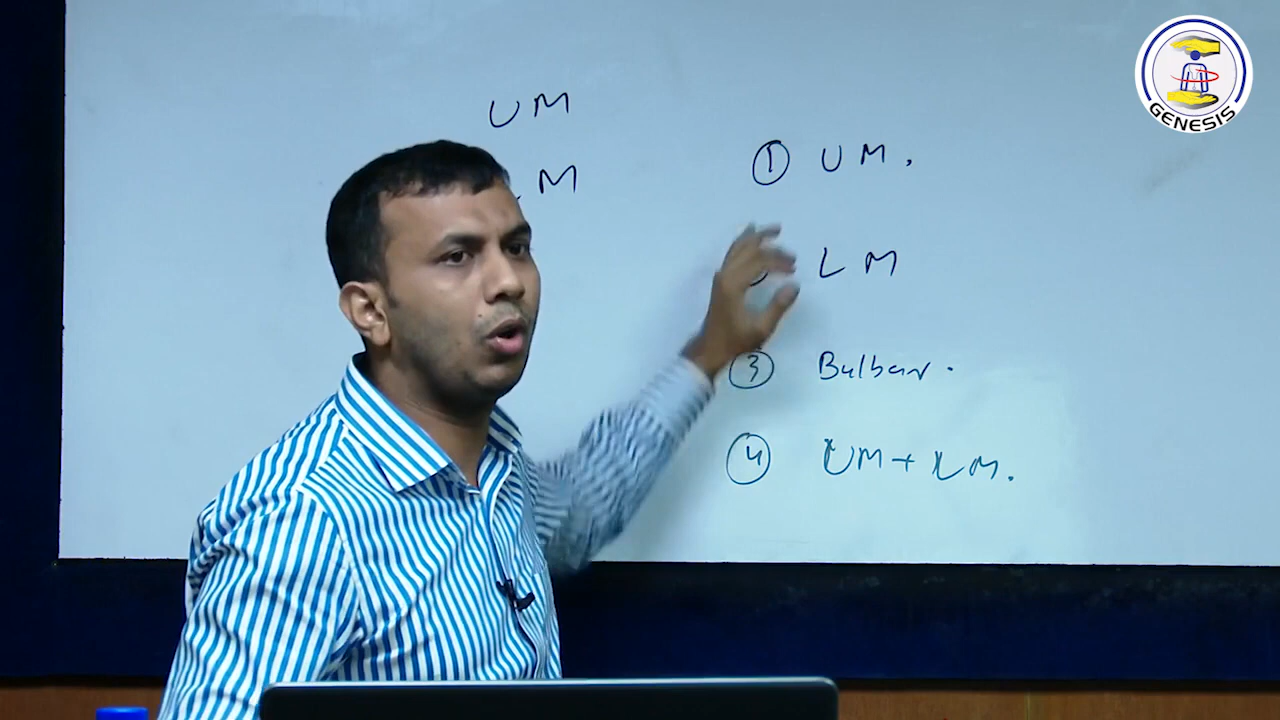 UM
M
① UM.
LM
③ Bulbar.
④ UM + LM.
GENESIS